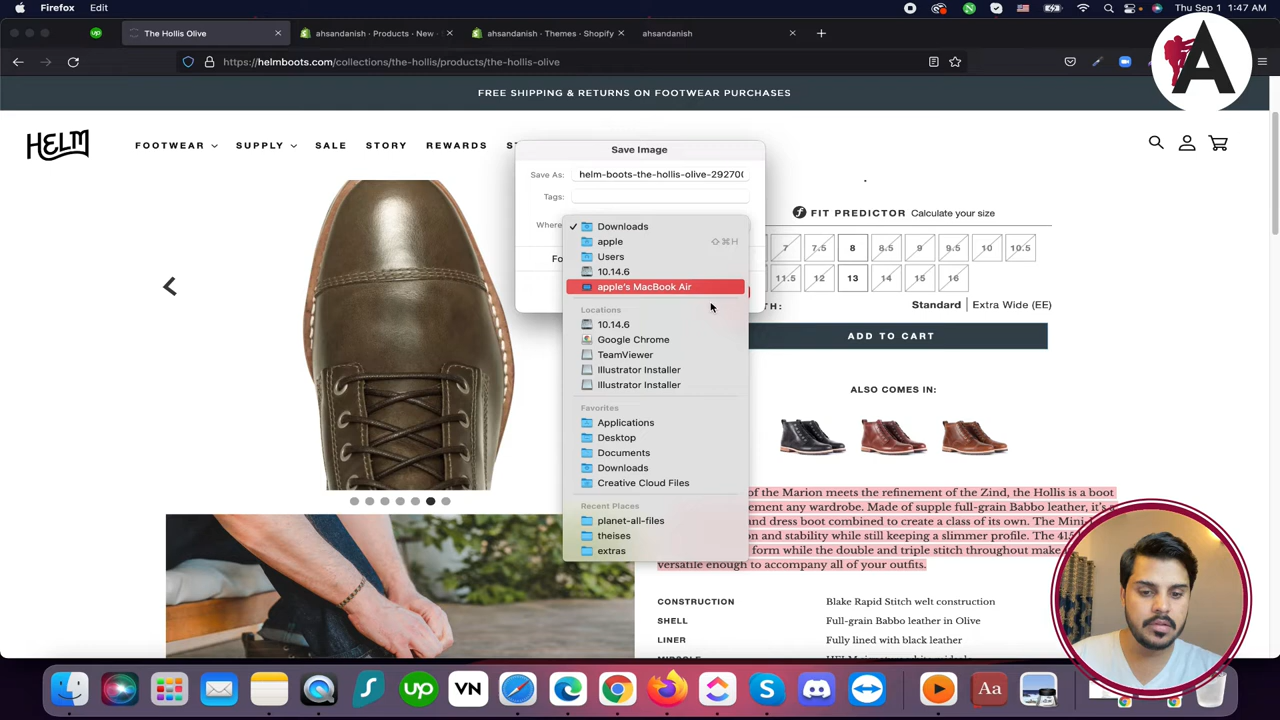 Firefox Edit
Thu Sep 1 1:47 AM
The Hollis Olive
ahsandanish · Products · New ·
ahsandanish · Themes · Shopify
ahsandanish
https://helmboots.com/collections/the-hollis/products/the-hollis-olive
A
FREE SHIPPING & RETURNS ON FOOTWEAR PURCHASES
HELM
FOOTWEAR SUPPLY SALE STORY REWARDS
Save Image
Save As: helm-boots-the-hollis-olive-29270
Tags:
Where
Downloads
apple ⇧⌘H
Users
10.14.6
apple's MacBook Air
Locations
10.14.6
Google Chrome
TeamViewer
Illustrator Installer
Illustrator Installer
Favorites
Applications
Desktop
Documents
Downloads
Creative Cloud Files
Recent Places
planet-all-files
theises
extras
FIT PREDICTOR Calculate your size
7 7.5 8 8.5 9 9.5 10 10.5
11.5 12 13 14 15 16
Standard | Extra Wide (EE)
ADD TO CART
ALSO COMES IN:
of the Marion meets the refinement of the Zind, the Hollis is a boot
ement any wardrobe. Made of supple full-grain Babbo leather, it's
and dress boot combined to create a class of its own. The Mini-
on and stability while still keeping a slimmer profile. The 415
form while the double and triple stitch throughout make
versatile enough to accompany all of your outfits.
CONSTRUCTION Blake Rapid Stitch welt construction
SHELL Full-grain Babbo leather in Olive
LINER Fully lined with black leather
up VN Aa